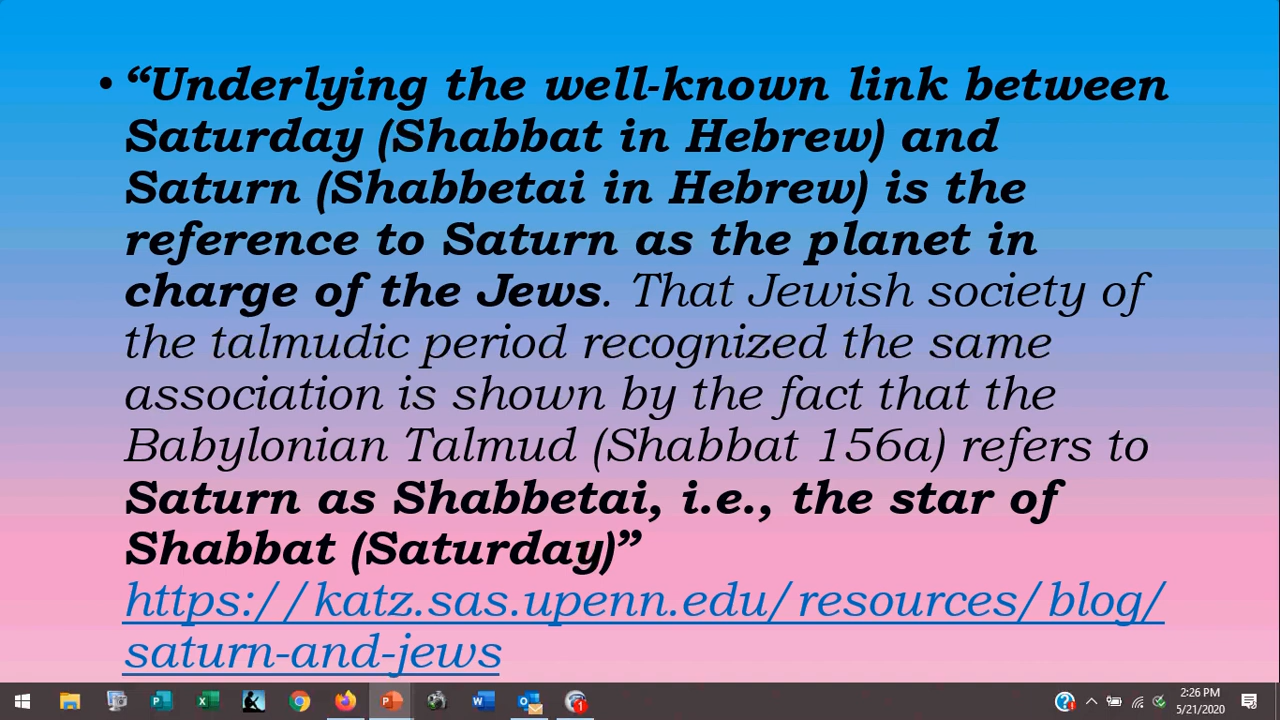 • “Underlying the well-known link between
Saturday (Shabbat in Hebrew) and
Saturn (Shabbetai in Hebrew) is the
reference to Saturn as the planet in
charge of the Jews. That Jewish society of
the talmudic period recognized the same
association is shown by the fact that the
Babylonian Talmud (Shabbat 156a) refers to
Saturn as Shabbetai, i.e., the star of
Shabbat (Saturday)”
https://katz.sas.upenn.edu/resources/blog/
saturn-and-jews
2:26 PM
5/21/2020